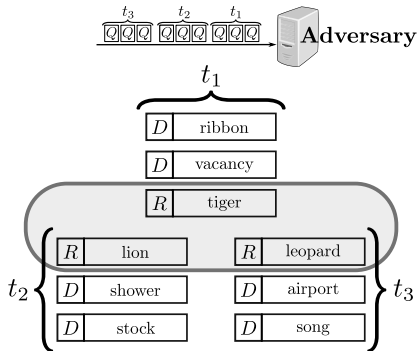 t3 t2 t1
Q Q Q Q Q Q Q Q Q
Adversary
t1
D ribbon
D vacancy
R tiger
R lion R leopard
t2 D shower D airport t3
D stock D song